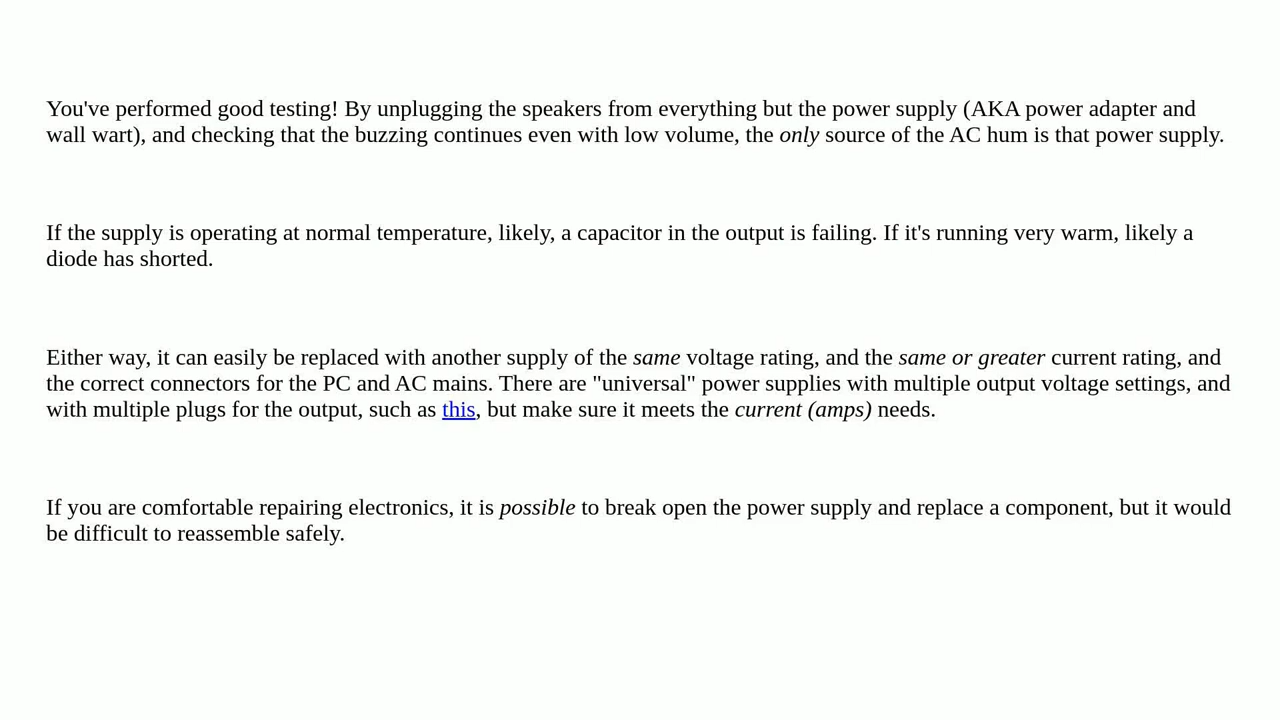 You've performed good testing! By unplugging the speakers from everything but the power supply (AKA power adapter and
wall wart), and checking that the buzzing continues even with low volume, the only source of the AC hum is that power supply.
If the supply is operating at normal temperature, likely, a capacitor in the output is failing. If it's running very warm, likely a
diode has shorted.
Either way, it can easily be replaced with another supply of the same voltage rating, and the same or greater current rating, and
the correct connectors for the PC and AC mains. There are "universal" power supplies with multiple output voltage settings, and
with multiple plugs for the output, such as this, but make sure it meets the current (amps) needs.
If you are comfortable repairing electronics, it is possible to break open the power supply and replace a component, but it would
be difficult to reassemble safely.